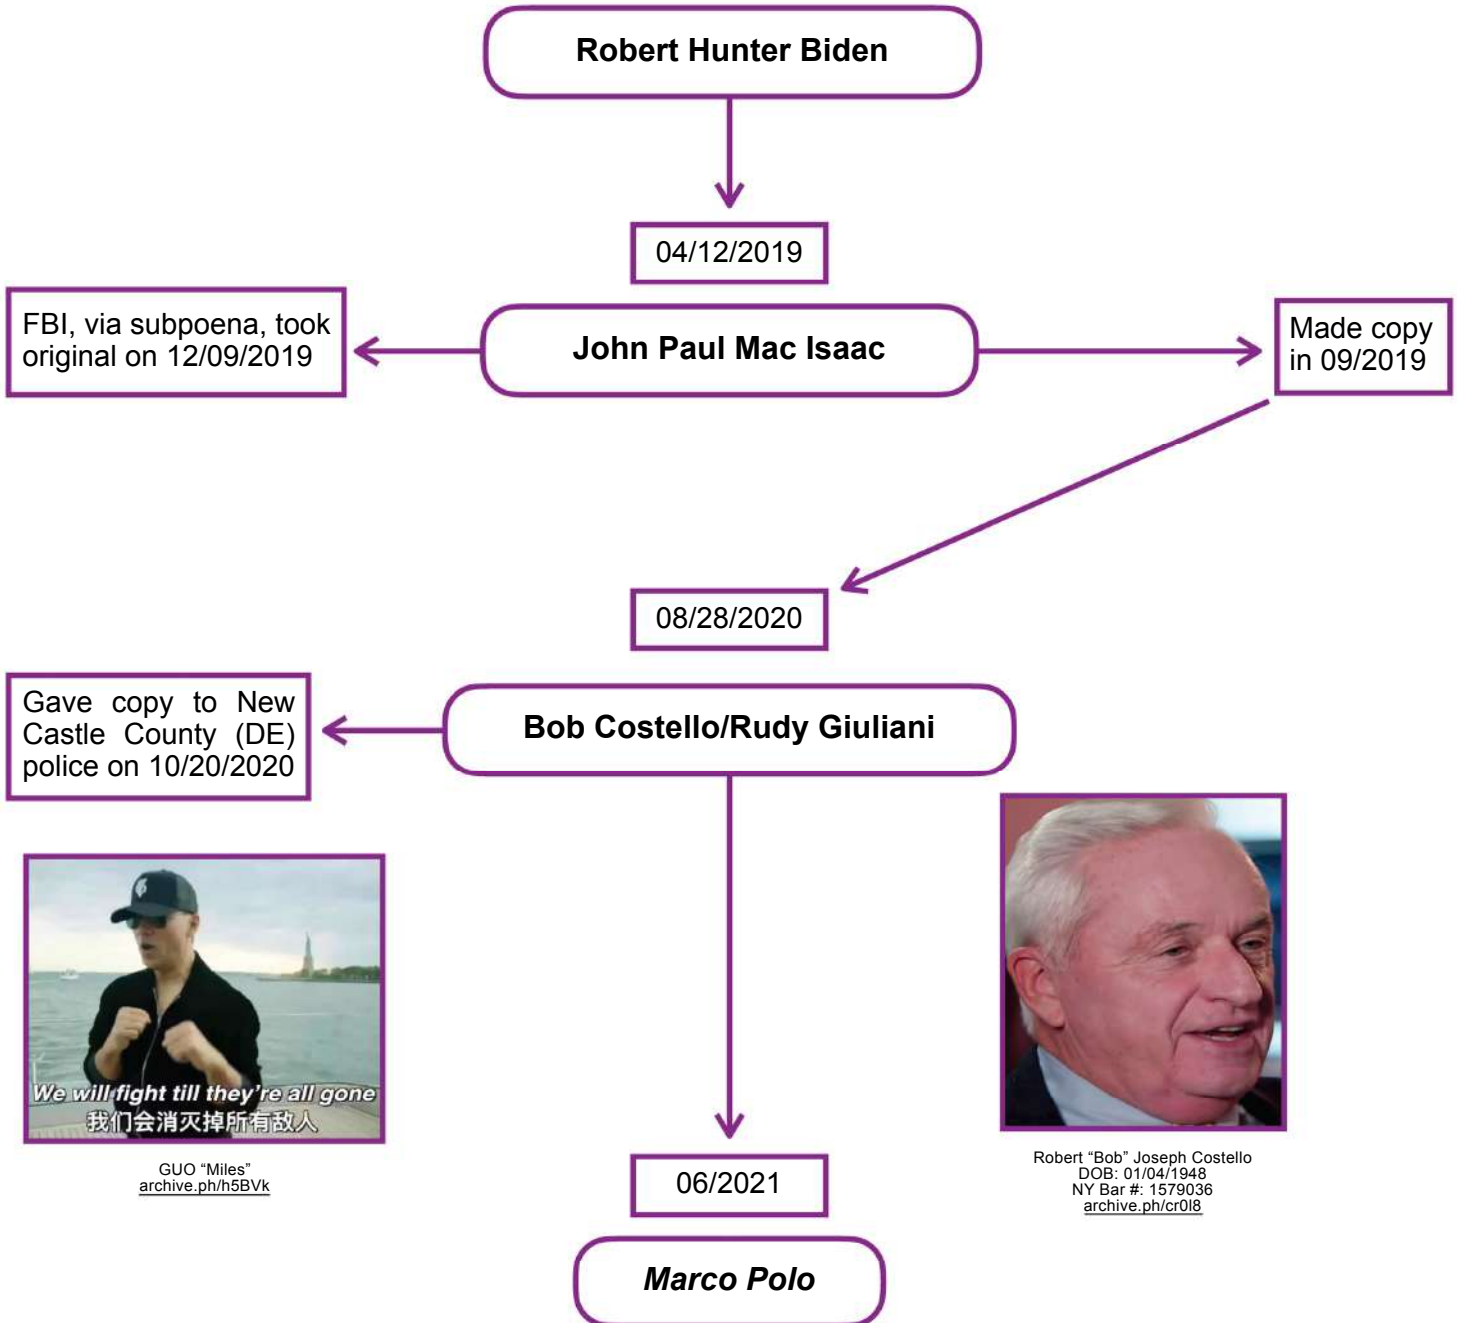 Robert Hunter Biden
04/12/2019
FBI, via subpoena, took
original on 12/09/2019
John Paul Mac Isaac
Made copy
in 09/2019
08/28/2020
Gave copy to New
Castle County (DE)
police on 10/20/2020
Bob Costello/Rudy Giuliani
We will fight till they're all gone
我们会消灭掉所有敌人
GUO “Miles”
archive.ph/h5BVk
Robert “Bob” Joseph Costello
DOB: 01/04/1948
NY Bar #: 1579036
archive.ph/cr0l8
06/2021
Marco Polo